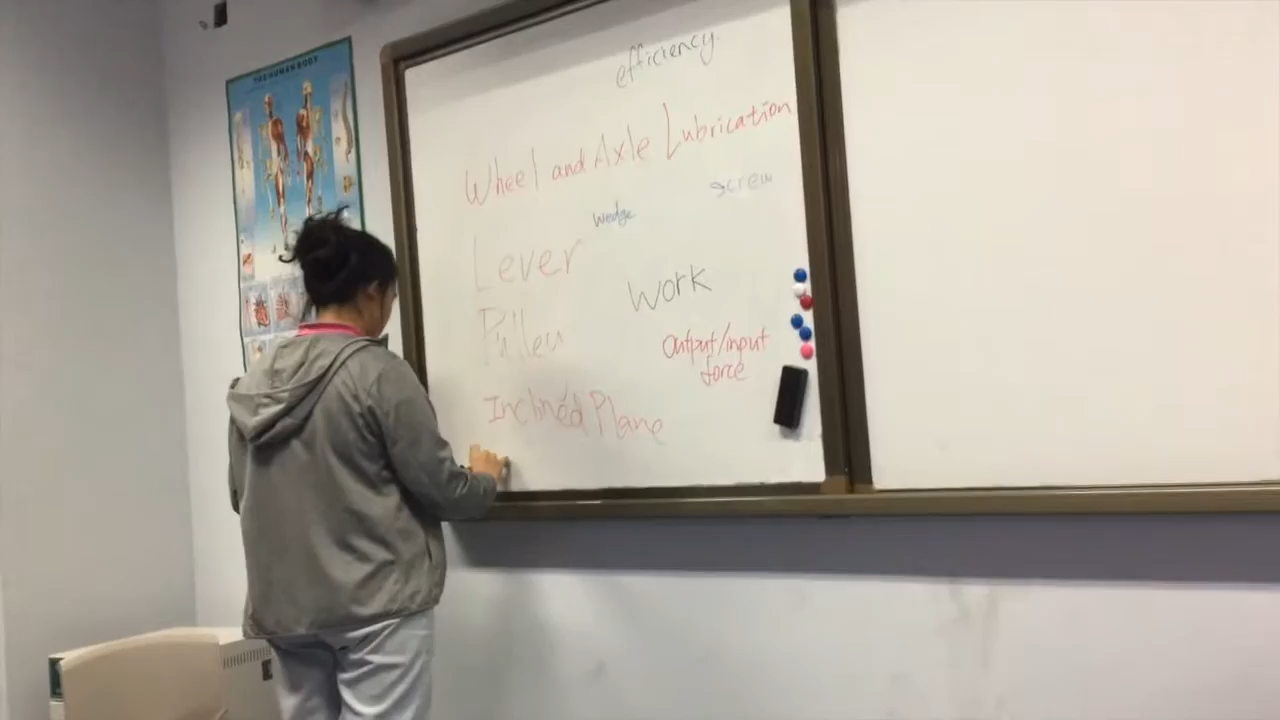 THE HUMAN BODY
efficiency
Wheel and Axle Lubrication
screw
Wedge
Lever
Work
Pulley
Output/input
force
Inclined Plane